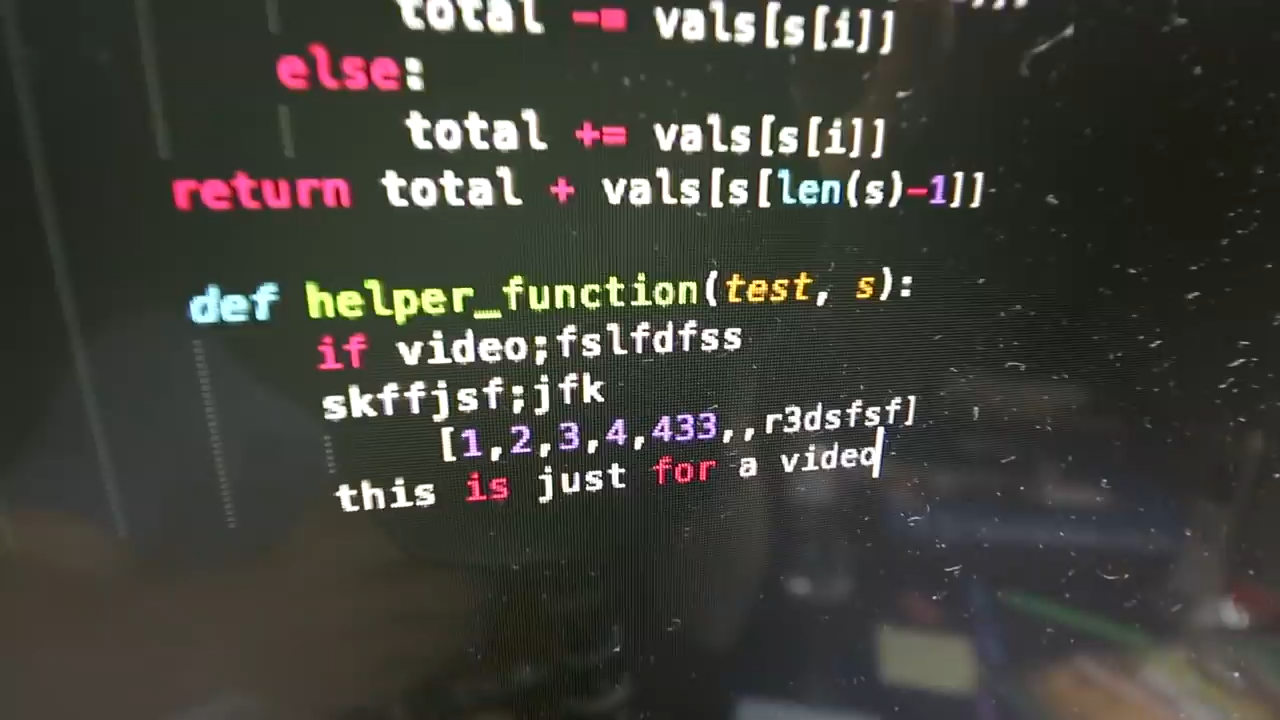 total -= vals[s[i]]
else:
total += vals[s[i]]
return total + vals[s[len(s)-1]]
def helper_function(test, s):
if video;fslfdfss
skffjsf;jfk
[1,2,3,4,433,,r3dsfsf]
this is just for a video